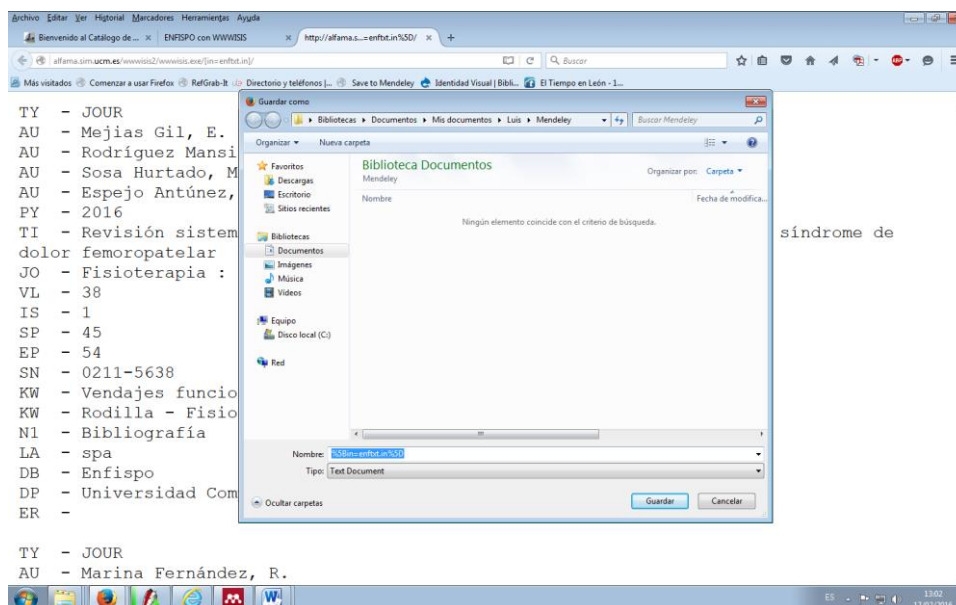 Archivo Editar Ver Historial Marcadores Herramientas Ayuda
Bienvenido al Catálogo de ... × ENFISPO con WWWISIS × http://alfama.s...=enftxt.in%5D/ × +
alfama.sim.ucm.es/wwwisis2/wwwisis.exe/[in=enftxt.in]/ Buscar
Más visitados Comenzar a usar Firefox RefGrab-It Directorio y teléfonos |... Save to Mendeley Identidad Visual | Bibli... El Tiempo en León - 1...
Guardar como
Bibliotecas Documentos Mis documentos Luis Mendeley Buscar Mendeley
Organizar Nueva carpeta
Favoritos
Descargas
Escritorio
Sitios recientes
Bibliotecas
Documentos
Imágenes
Música
Vídeos
Equipo
Disco local (C:)
Red
Biblioteca Documentos
Mendeley
Organizar por: Carpeta
Nombre Fecha de modifica...
Ningún elemento coincide con el criterio de búsqueda.
Nombre: %5Bin=enftxt.in%5D
Tipo: Text Document
Ocultar carpetas Guardar Cancelar
TY - JOUR
AU - Mejias Gil, E.
AU - Rodríguez Mansi
AU - Sosa Hurtado, M
AU - Espejo Antúnez,
PY - 2016
TI - Revisión sistem síndrome de
dolor femoropatelar
JO - Fisioterapia :
VL - 38
IS - 1
SP - 45
EP - 54
SN - 0211-5638
KW - Vendajes funcio
KW - Rodilla - Fisio
N1 - Bibliografía
LA - spa
DB - Enfispo
DP - Universidad Com
ER -
TY - JOUR
AU - Marina Fernández, R.
ES 13:02